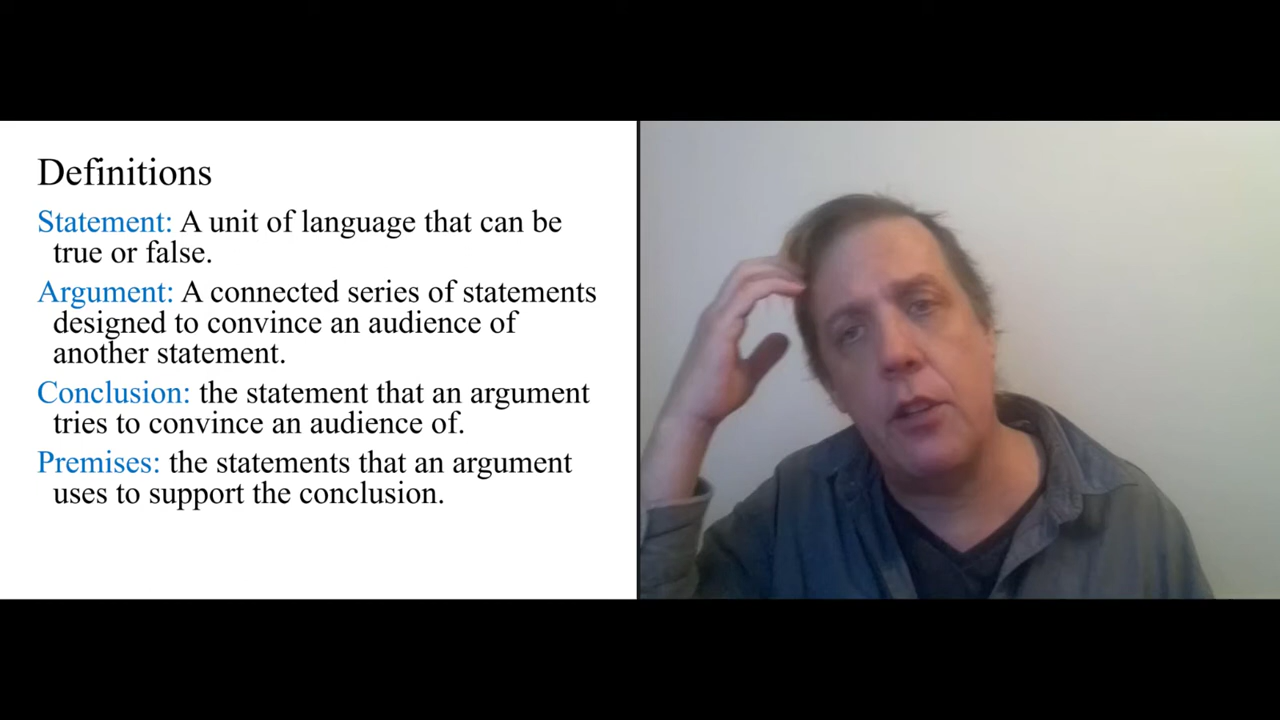 Definitions
Statement: A unit of language that can be
true or false.
Argument: A connected series of statements
designed to convince an audience of
another statement.
Conclusion: the statement that an argument
tries to convince an audience of.
Premises: the statements that an argument
uses to support the conclusion.